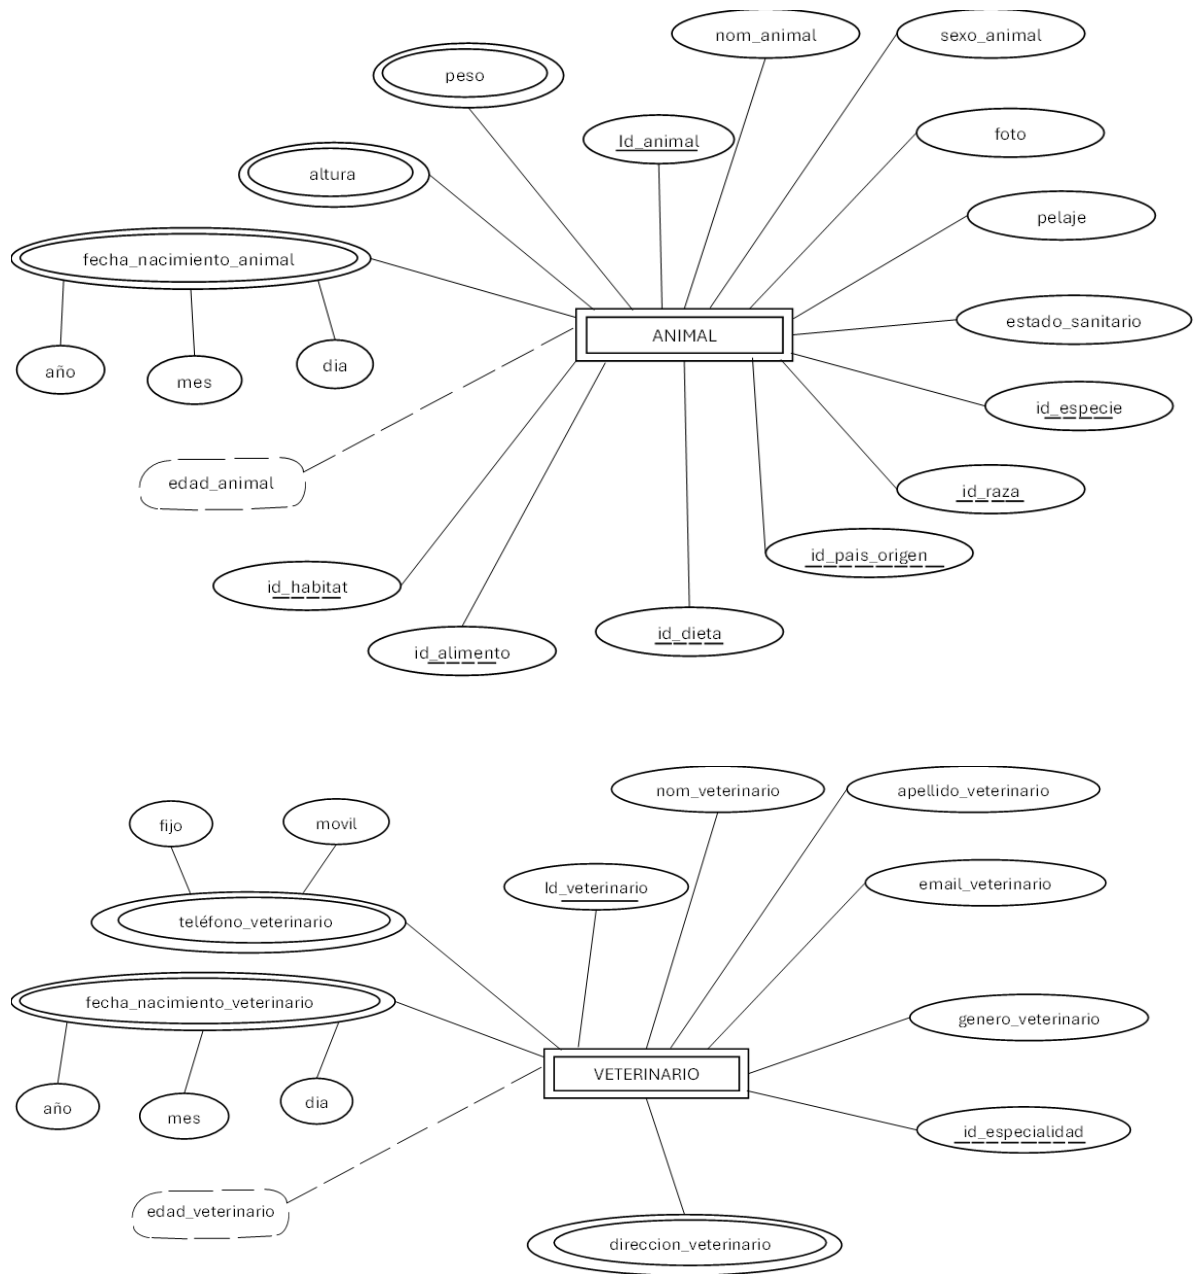 nom_animal
sexo_animal
peso
Id_animal
foto
altura
pelaje
fecha_nacimiento_animal
estado_sanitario
ANIMAL
año
mes
dia
id_especie
edad_animal
id_raza
id_pais_origen
id_habitat
id_dieta
id_alimento
nom_veterinario
apellido_veterinario
fijo
movil
Id_veterinario
email_veterinario
teléfono_veterinario
fecha_nacimiento_veterinario
genero_veterinario
VETERINARIO
año
mes
dia
id_especialidad
edad_veterinario
direccion_veterinario